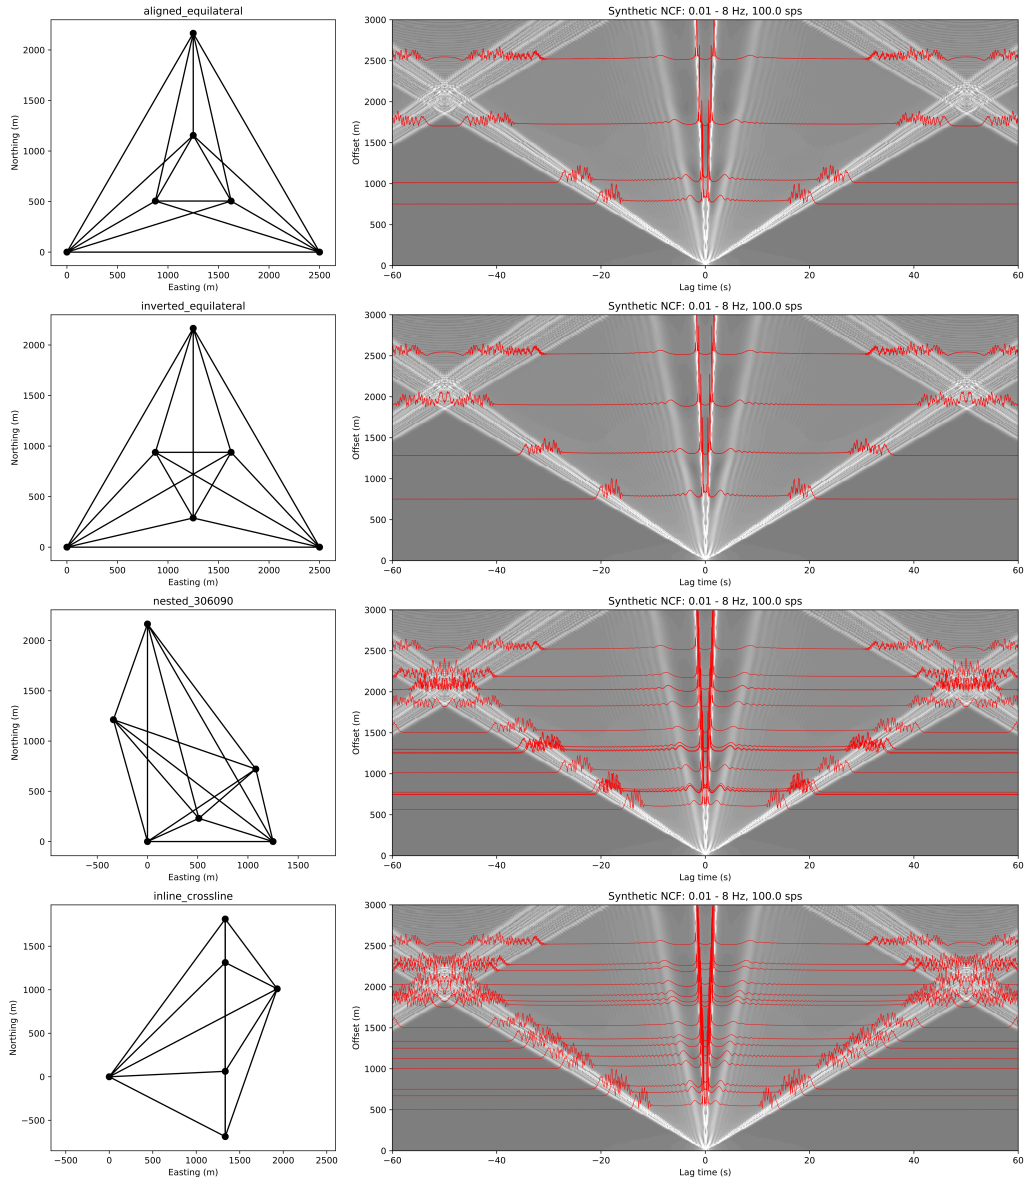 aligned_equilateral
Northing (m)
2000
1500
1000
500
0
0 500 1000 1500 2000 2500
Easting (m)
Synthetic NCF: 0.01 - 8 Hz, 100.0 sps
Offset (m)
3000
2500
2000
1500
1000
500
0
−60 −40 −20 0 20 40 60
Lag time (s)
inverted_equilateral
Northing (m)
2000
1500
1000
500
0
0 500 1000 1500 2000 2500
Easting (m)
Synthetic NCF: 0.01 - 8 Hz, 100.0 sps
Offset (m)
3000
2500
2000
1500
1000
500
0
−60 −40 −20 0 20 40 60
Lag time (s)
nested_306090
Northing (m)
2000
1500
1000
500
0
−500 0 500 1000 1500
Easting (m)
Synthetic NCF: 0.01 - 8 Hz, 100.0 sps
Offset (m)
3000
2500
2000
1500
1000
500
0
−60 −40 −20 0 20 40 60
Lag time (s)
inline_crossline
Northing (m)
1500
1000
500
0
−500
−500 0 500 1000 1500 2000 2500
Easting (m)
Synthetic NCF: 0.01 - 8 Hz, 100.0 sps
Offset (m)
3000
2500
2000
1500
1000
500
0
−60 −40 −20 0 20 40 60
Lag time (s)